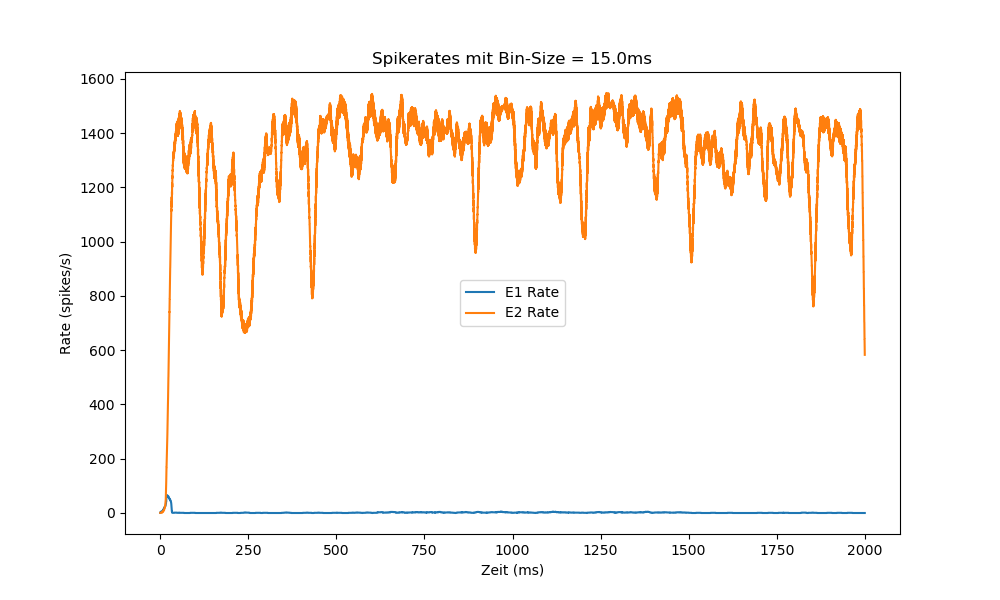 Spikerates mit Bin-Size = 15.0ms
Rate (spikes/s)
1600
1400
1200
1000
800
600
400
200
0
E1 Rate
E2 Rate
0 250 500 750 1000 1250 1500 1750 2000
Zeit (ms)